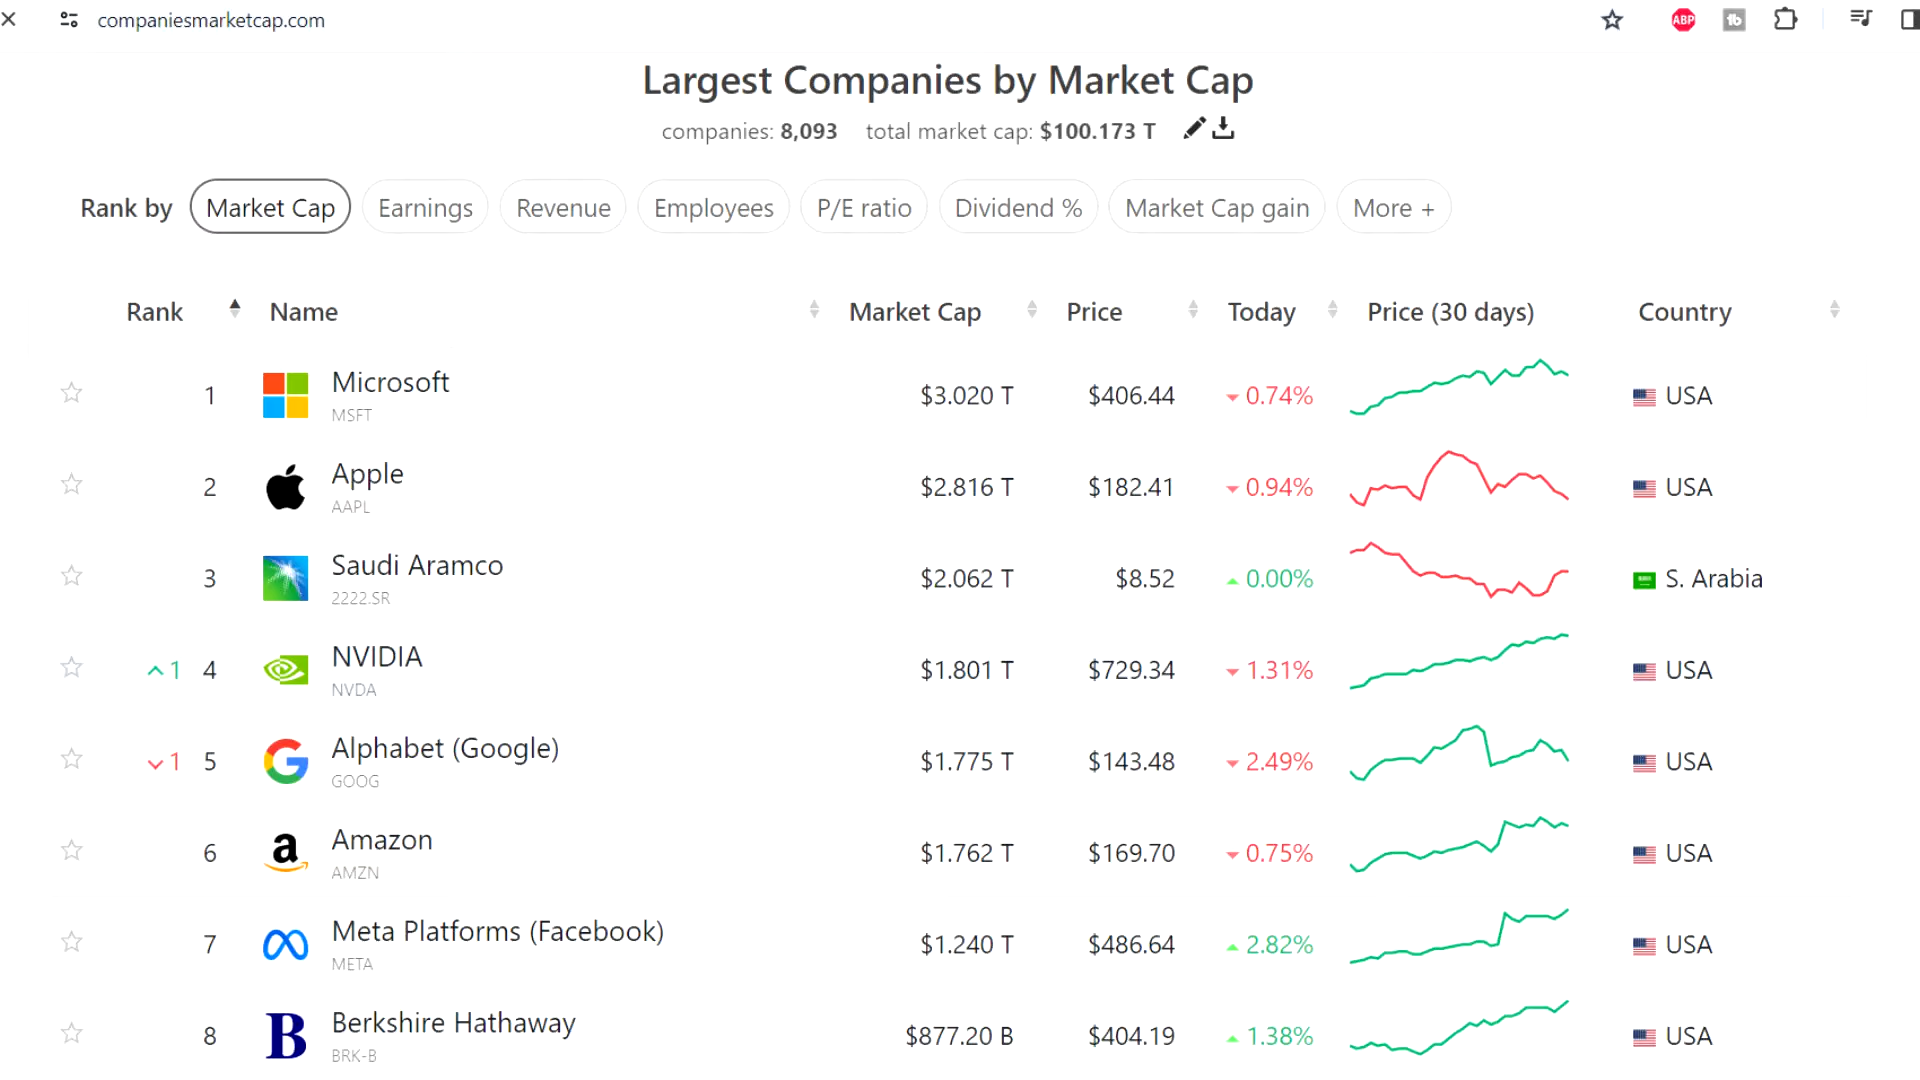 companiesmarketcap.com
ABP
tb
Largest Companies by Market Cap
companies: 8,093 total market cap: $100.173 T
Rank by Market Cap Earnings Revenue Employees P/E ratio Dividend % Market Cap gain More +
Rank Name Market Cap Price Today Price (30 days) Country
1 Microsoft $3.020 T $406.44 0.74% USA
MSFT
2 Apple $2.816 T $182.41 0.94% USA
AAPL
3 Saudi Aramco $2.062 T $8.52 0.00% S. Arabia
2222.SR
1 4 NVIDIA $1.801 T $729.34 1.31% USA
NVDA
1 5 Alphabet (Google) $1.775 T $143.48 2.49% USA
GOOG
6 Amazon $1.762 T $169.70 0.75% USA
AMZN
7 Meta Platforms (Facebook) $1.240 T $486.64 2.82% USA
META
8 B Berkshire Hathaway $877.20 B $404.19 1.38% USA
BRK-B